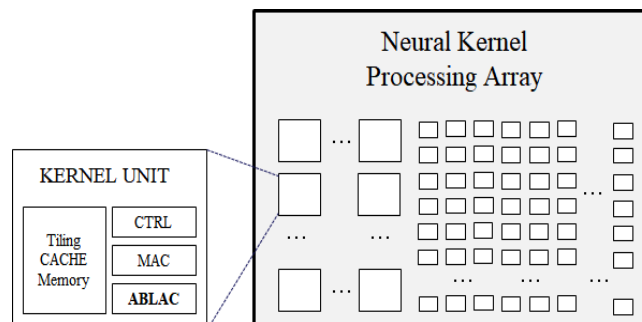 Neural Kernel
Processing Array
KERNEL UNIT
Tiling
CACHE
Memory
CTRL
MAC
ABLAC